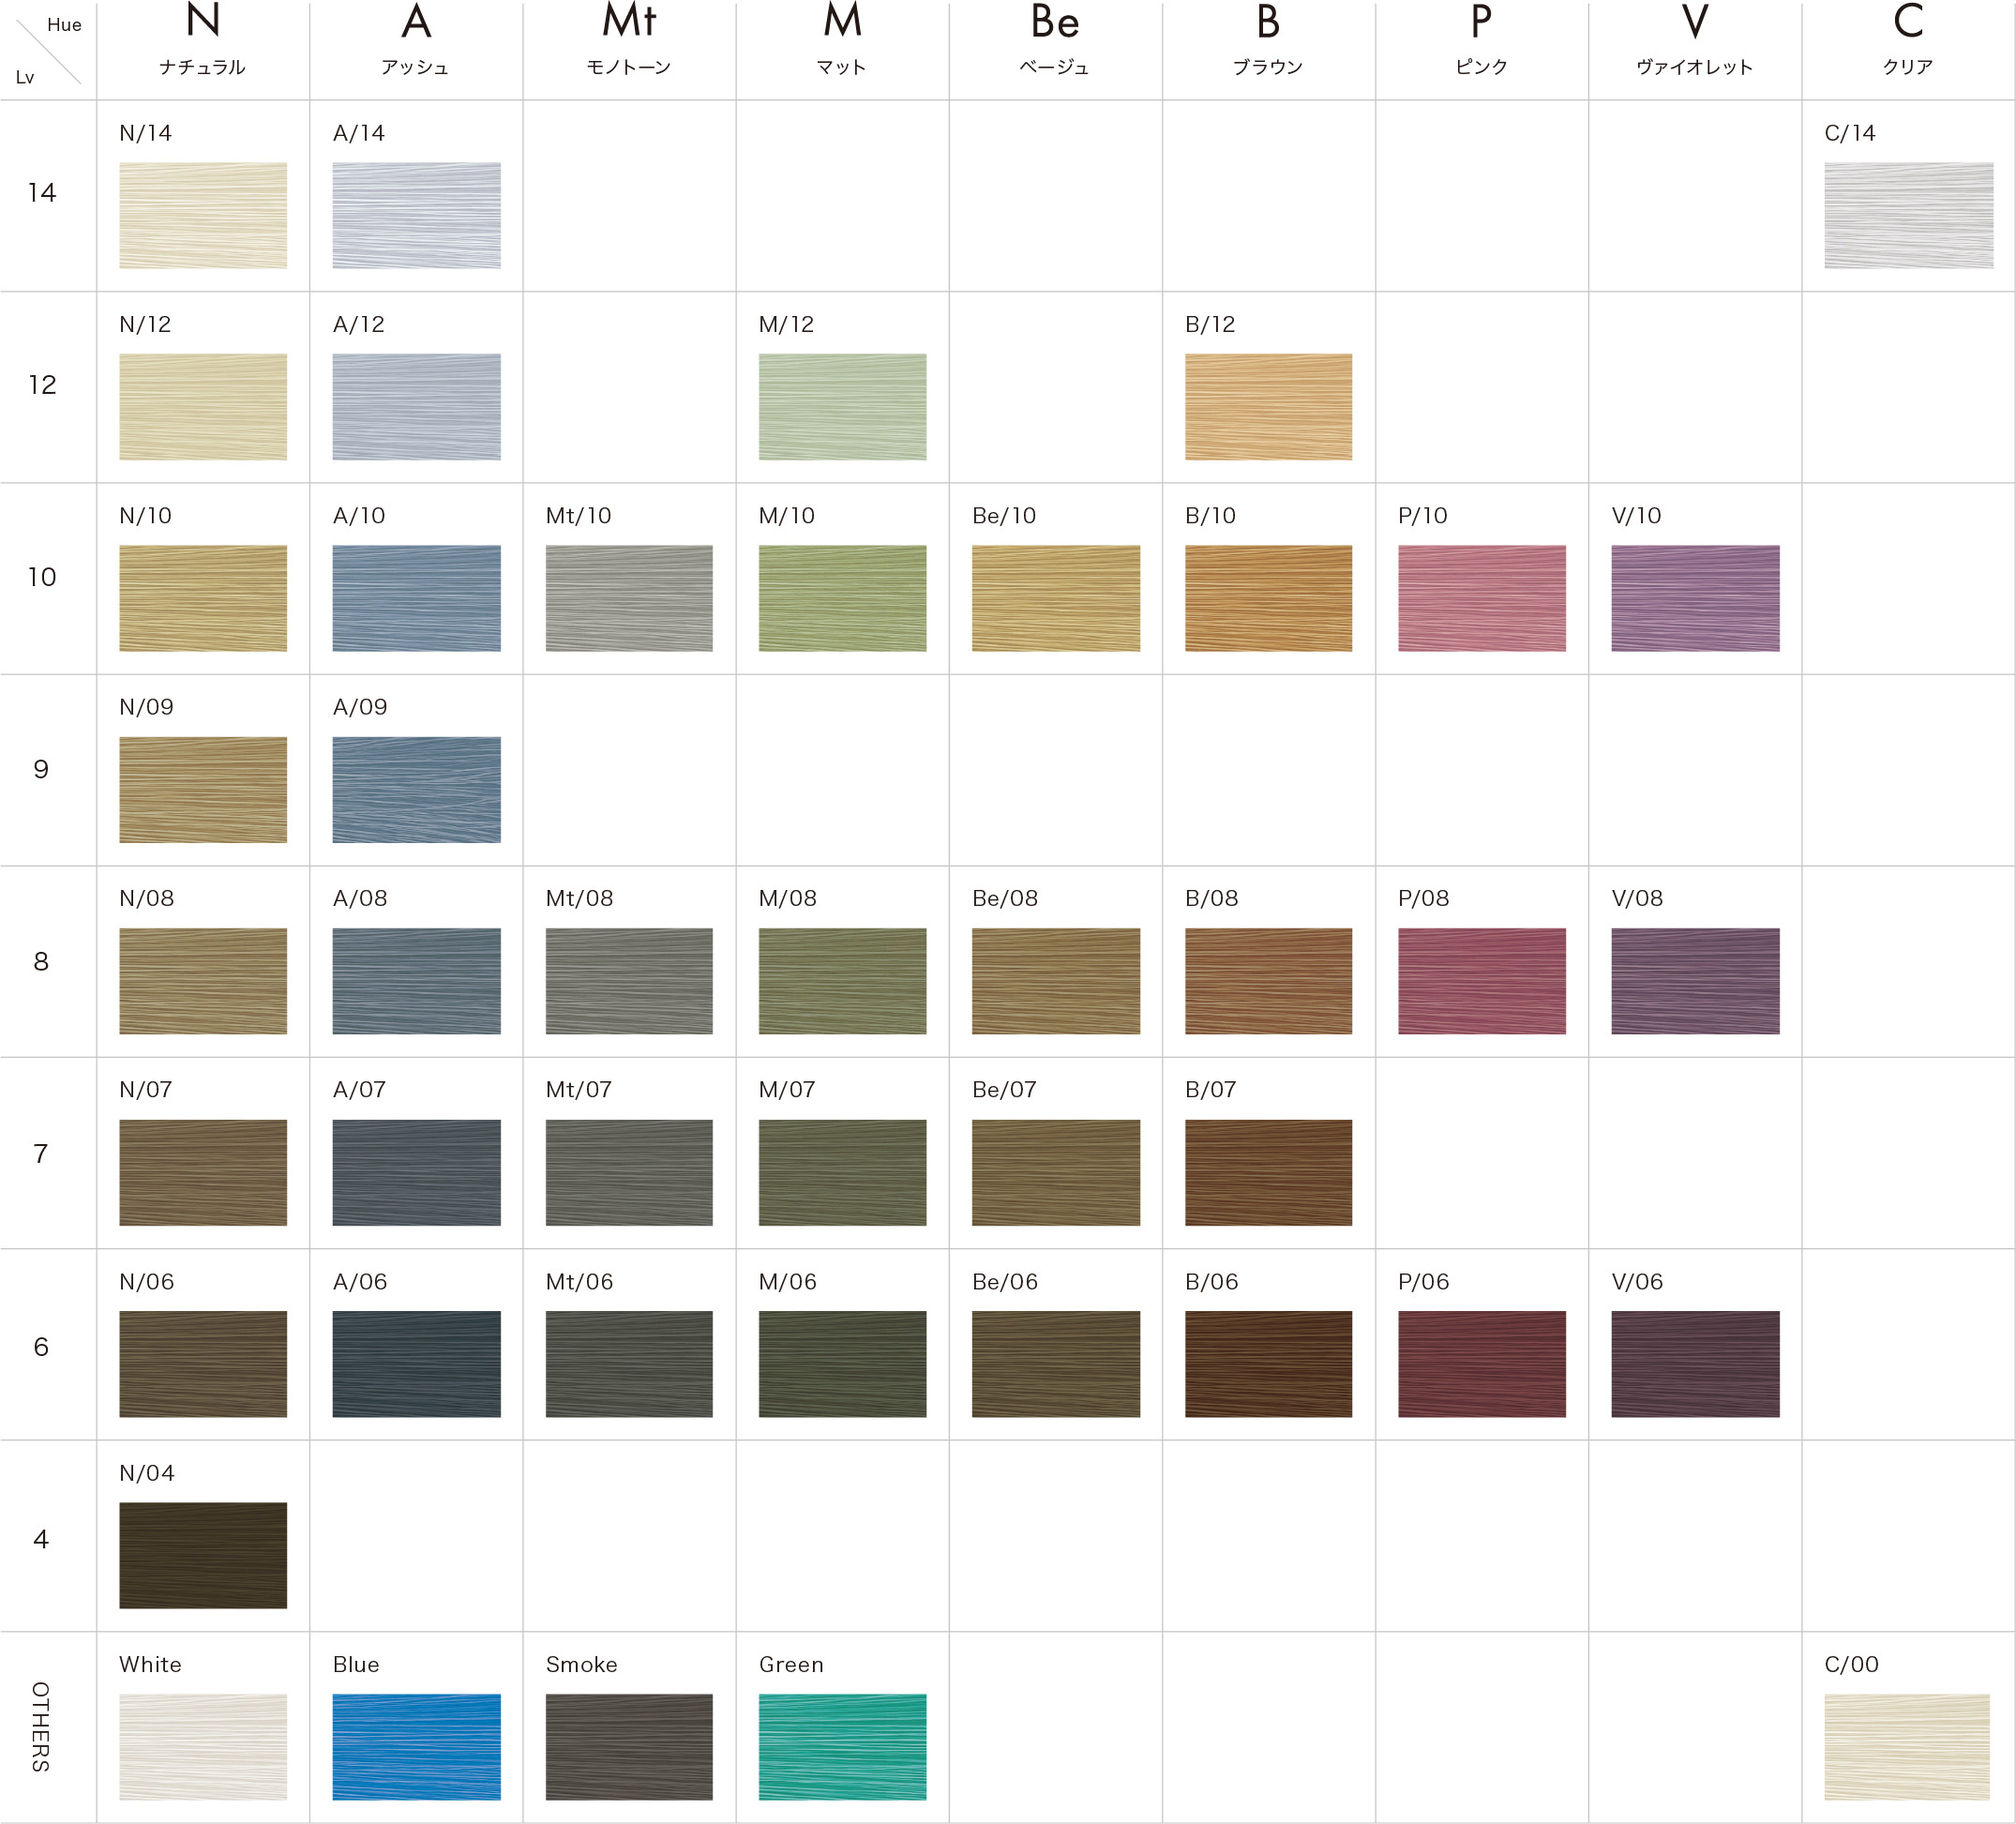 Hue
Lv
N A Mt M Be B P V C
ナチュラル アッシュ モノトーン マット ベージュ ブラウン ピンク ヴァイオレット クリア
N/14 A/14 C/14
14
N/12 A/12 M/12 B/12
12
N/10 A/10 Mt/10 M/10 Be/10 B/10 P/10 V/10
10
N/09 A/09
9
N/08 A/08 Mt/08 M/08 Be/08 B/08 P/08 V/08
8
N/07 A/07 Mt/07 M/07 Be/07 B/07
7
N/06 A/06 Mt/06 M/06 Be/06 B/06 P/06 V/06
6
N/04
4
White Blue Smoke Green C/00
OTHERS